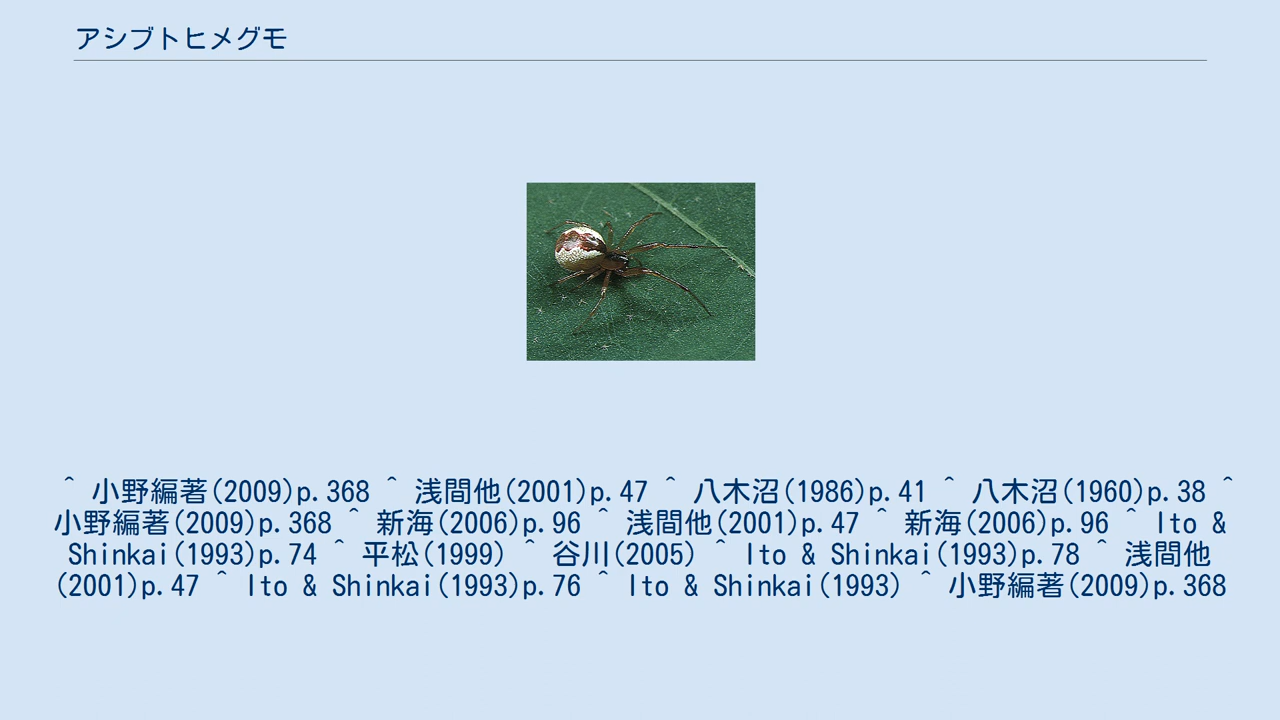 アシブトヒメグモ
^ 小野編著(2009)p.368 ^ 浅間他(2001)p.47 ^ 八木沼(1986)p.41 ^ 八木沼(1960)p.38 ^
小野編著(2009)p.368 ^ 新海(2006)p.96 ^ 浅間他(2001)p.47 ^ 新海(2006)p.96 ^ Ito &
Shinkai(1993)p.74 ^ 平松(1999) ^ 谷川(2005) ^ Ito & Shinkai(1993)p.78 ^ 浅間他
(2001)p.47 ^ Ito & Shinkai(1993)p.76 ^ Ito & Shinkai(1993) ^ 小野編著(2009)p.368